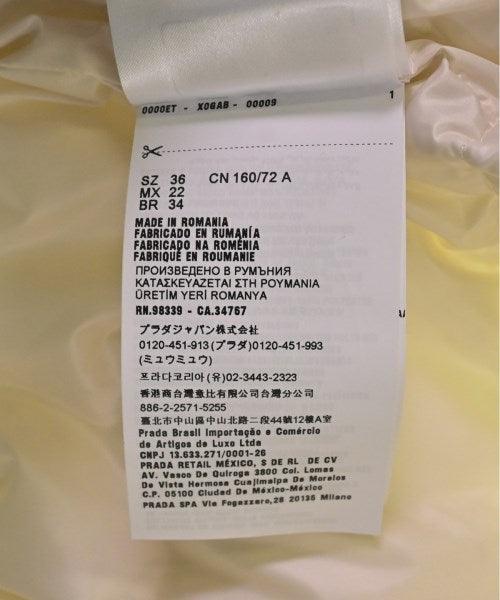 0000ET - X0GAB - 00009 1
SZ 36 CN 160/72 A
MX 22
BR 34
MADE IN ROMANIA
FABRICADO EN RUMANÍA
FABRICADO NA ROMÊNIA
FABRIQUÉ EN ROUMANIE
ПРОИЗВЕДЕНО В РУМЪНИЯ
ΚΑΤΑΣΚΕΥΑΖΕΤΑΙ ΣΤΗ ΡΟΥΜΑΝΙΑ
ÜRETİM YERİ ROMANYA
RN.98339 - CA.34767
プラダジャパン株式会社
0120-451-913(プラダ)0120-451-993
(ミュウミュウ)
프라다코리아(유)02-3443-2323
香港商台灣意比有限公司台灣分公司
886-2-2571-5255
臺北市中山區中山北路二段44號12樓A室
Prada Brasil Importação e Comércio
de Artigos de Luxo Ltda
CNPJ 13.633.271/0001-26
PRADA RETAIL MÉXICO, S DE RL DE CV
AV. Vasco De Quiroga 3800 Col. Lomas
De Vista Hermosa Cuajimalpa De Morelos
C.P. 05100 Ciudad De México-México
PRADA SPA Via Fogazzaro,28 20135 Milano